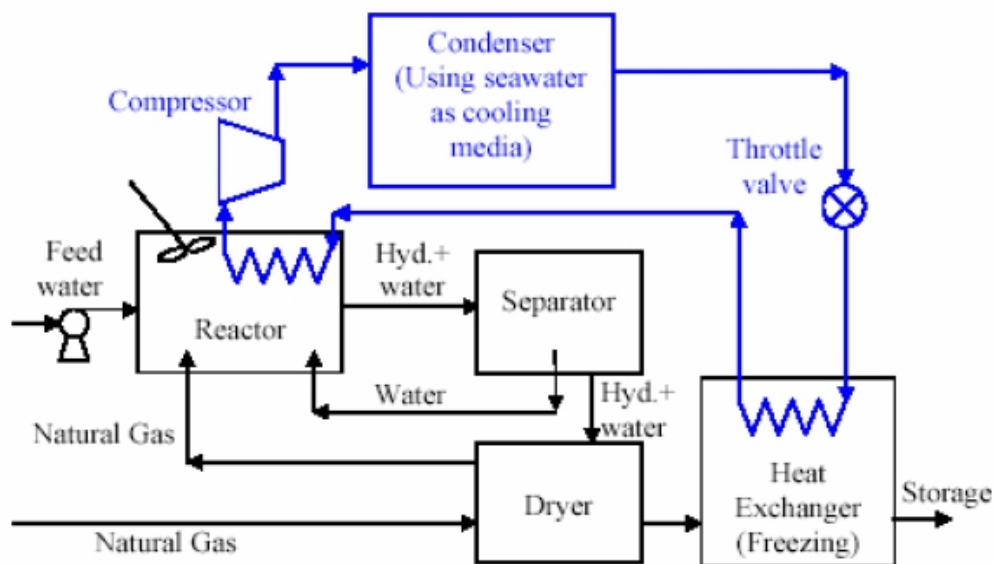 Condenser
(Using seawater
as cooling
media)
Compressor
Throttle
valve
Feed
water
Hyd.+
water
Separator
Reactor
Water
Hyd.+
water
Natural Gas
Dryer
Heat
Exchanger
(Freezing)
Storage
Natural Gas